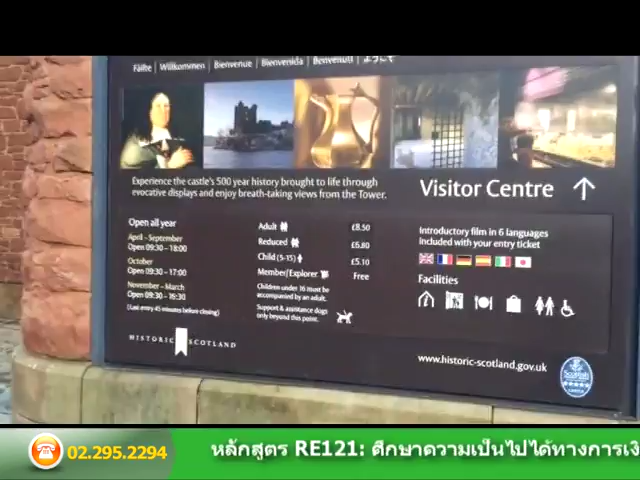 Fàilte | Willkommen | Bienvenue | Bienvenida | Benvenuti | ようこそ
Experience the castle's 500 year history brought to life through
evocative displays and enjoy breath-taking views from the Tower.
Visitor Centre
Open all year
April - September
Open 09:30 - 18:00
October
Open 09:30 - 17:00
November - March
Open 09:30 - 16:30
(Last entry 45 minutes before closing)
Adult £8.50
Reduced £6.80
Child (5-15) £5.10
Member/Explorer Free
Children under 16 must be
accompanied by an adult.
Support & assistance dogs
only beyond this point.
Introductory film in 6 languages
included with your entry ticket
Facilities
HISTORIC SCOTLAND
www.historic-scotland.gov.uk
Scottish
02.295.2294
หลักสูตร RE121: ศึกษาความเป็นไปได้ทางการเงิ